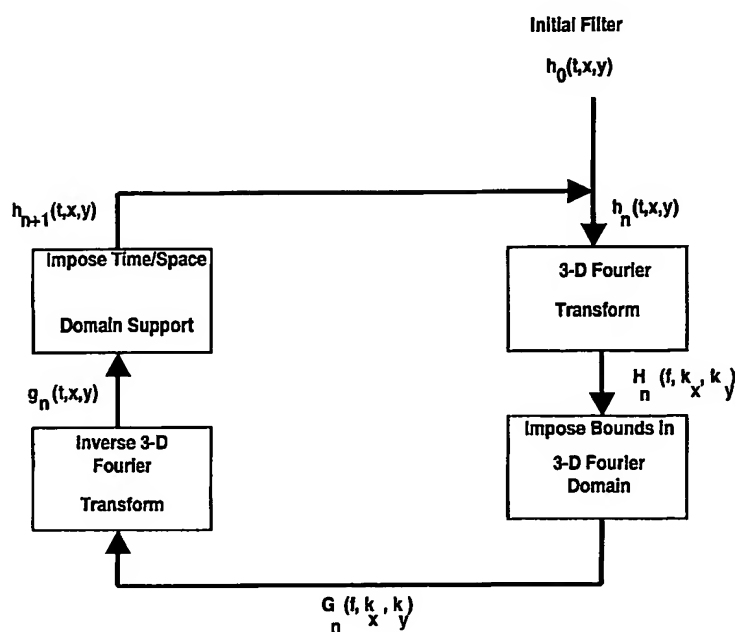 Initial Filter
h0(t,x,y)
hn+1(t,x,y)
hn(t,x,y)
Impose Time/Space
Domain Support
3-D Fourier
Transform
gn(t,x,y)
Hn(f, kx, ky)
Inverse 3-D
Fourier
Transform
Impose Bounds in
3-D Fourier
Domain
Gn(f, kx, ky)